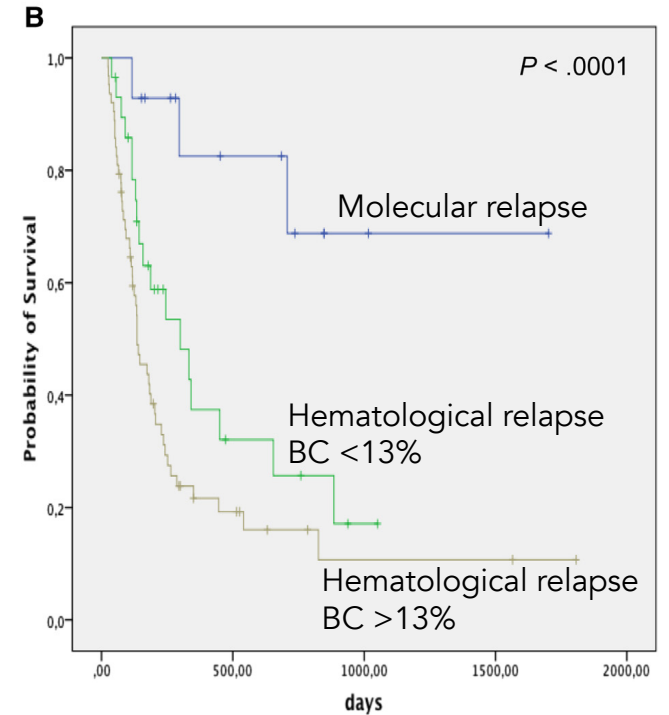 B
P < .0001
1,0
0,8
0,6
0,4
0,2
0,0
Probability of Survival
Molecular relapse
Hematological relapse
BC <13%
Hematological relapse
BC >13%
,00
500,00
1000,00
1500,00
2000,00
days